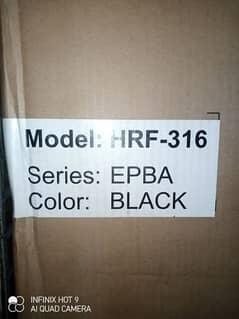 Model: HRF-316
Series: EPBA
Color: BLACK
INFINIX HOT 9
AI QUAD CAMERA